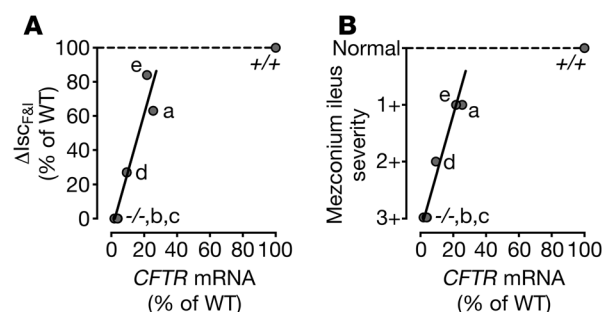 A
100
80
60
40
20
0
ΔIscF&I
(% of WT)
e
a
d
-/-,b,c
+/+
0 20 40 60 80 100
CFTR mRNA
(% of WT)
B
Normal
1+
2+
3+
Mezconium ileus
severity
e
a
d
-/-,b,c
+/+
0 20 40 60 80 100
CFTR mRNA
(% of WT)